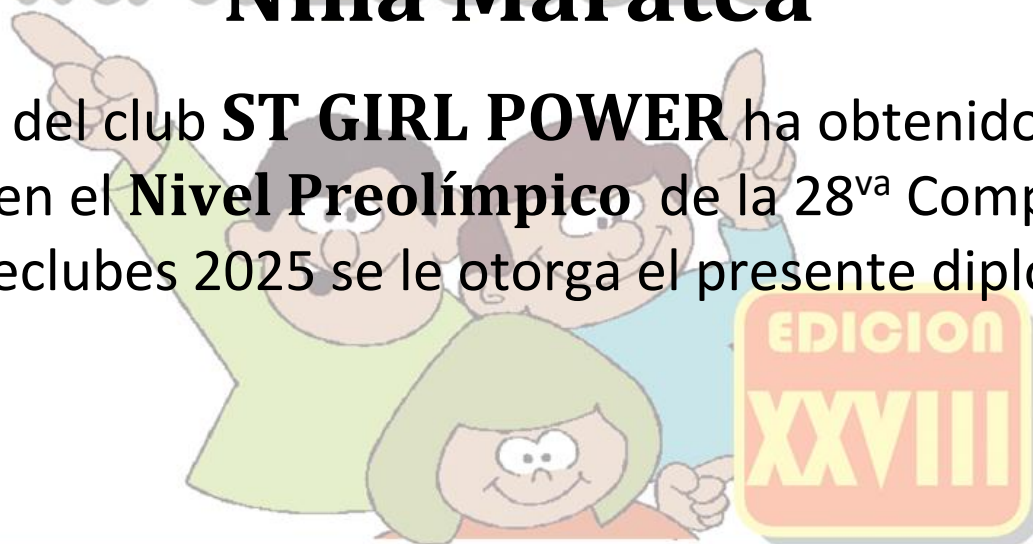 Nina Maratea
del club ST GIRL POWER ha obtenido
en el Nivel Preolímpico de la 28va Comp
eclubes 2025 se le otorga el presente diplo
EDICION
XXVIII